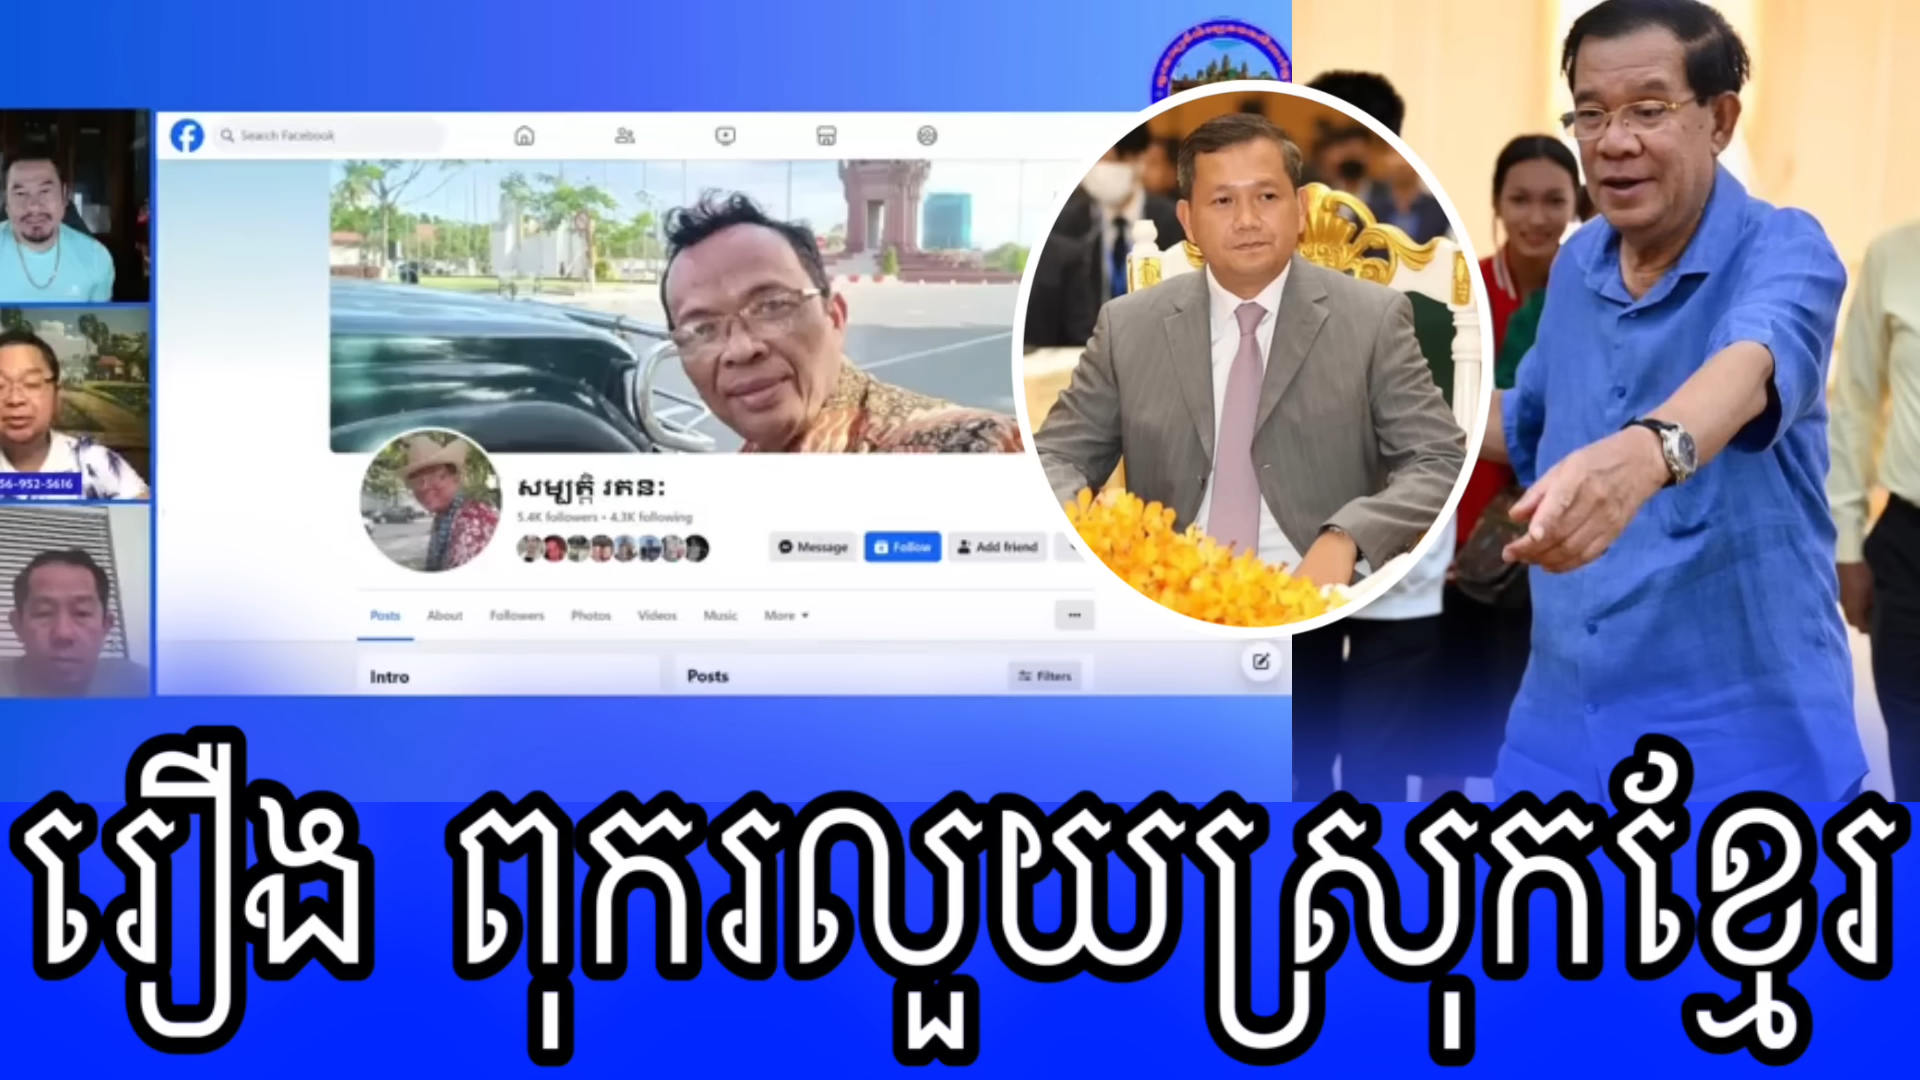 Search Facebook
សម្បត្តិ រតនៈ
5.4K followers • 4.3K following
Message
Follow
Add friend
Posts
About
Followers
Photos
Videos
Music
More
Intro
Posts
Filters
56-952-5616
រឿង ពុករលួយស្រុកខ្មែរ